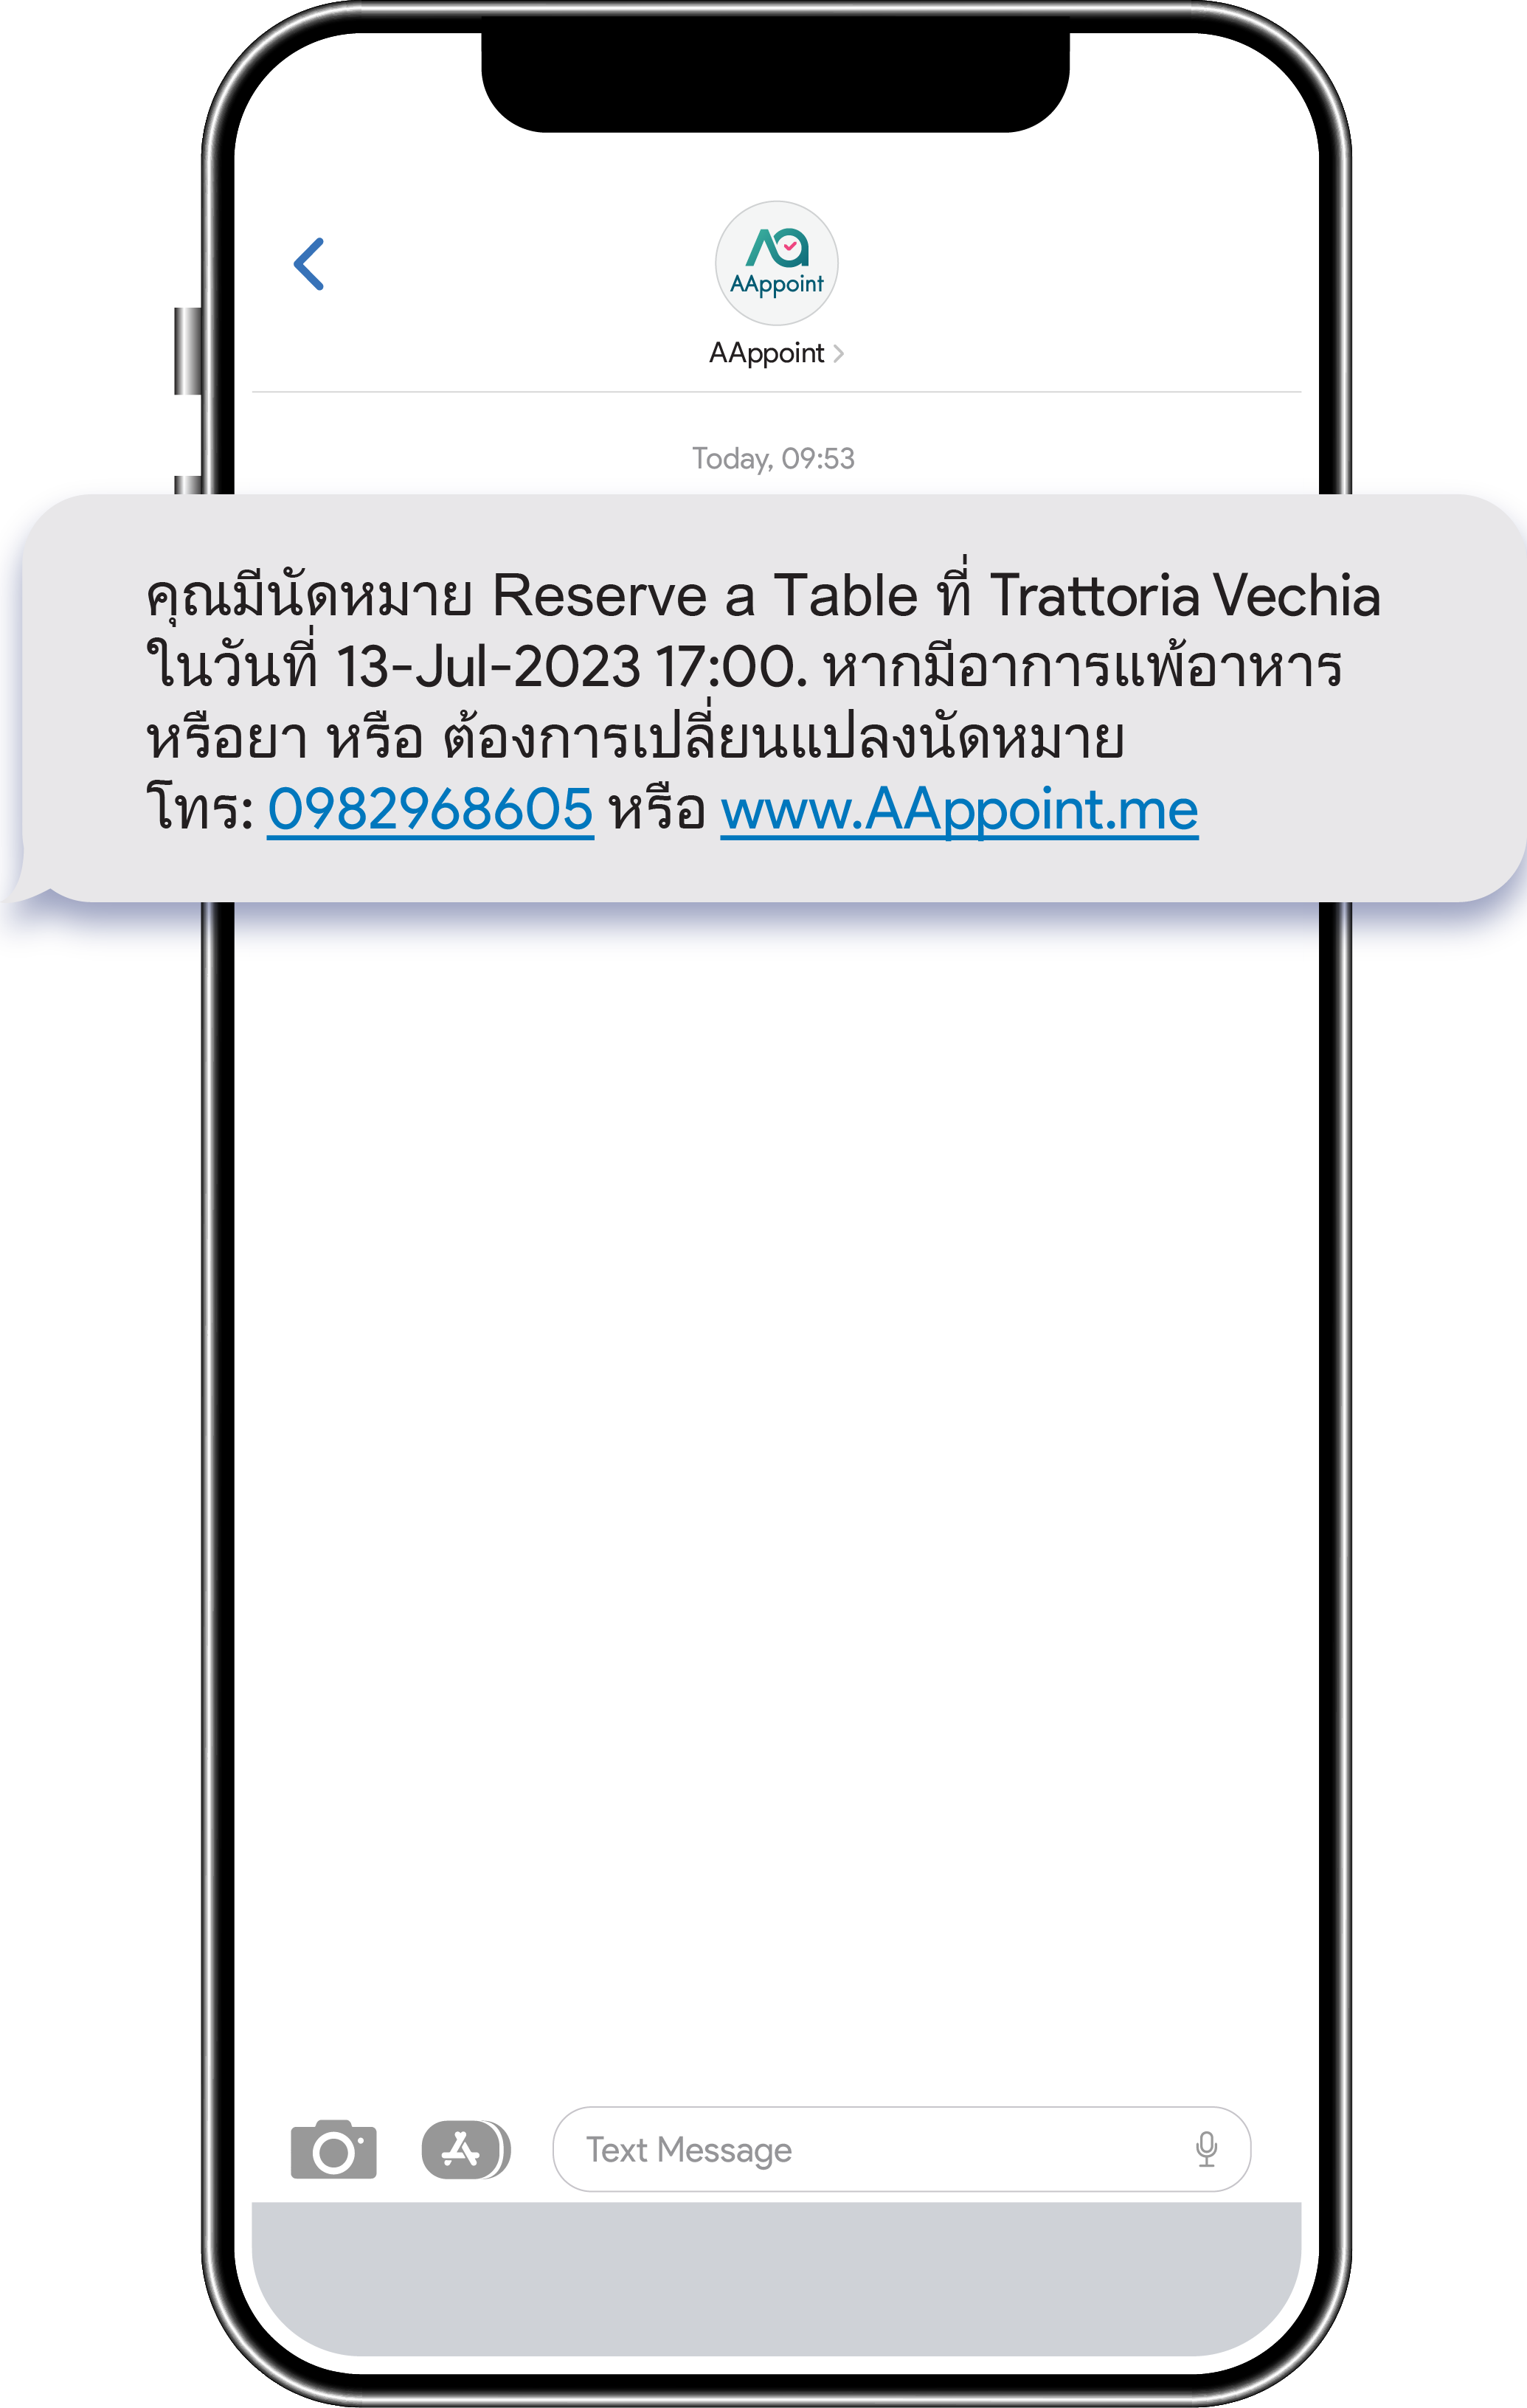 AAppoint
AAppoint
Today, 09:53
คุณมีนัดหมาย Reserve a Table ที่ Trattoria Vechia
ในวันที่ 13-Jul-2023 17:00. หากมีอาการแพ้อาหาร
หรือยา หรือ ต้องการเปลี่ยนแปลงนัดหมาย
โทร: 0982968605 หรือ www.AAppoint.me
Text Message